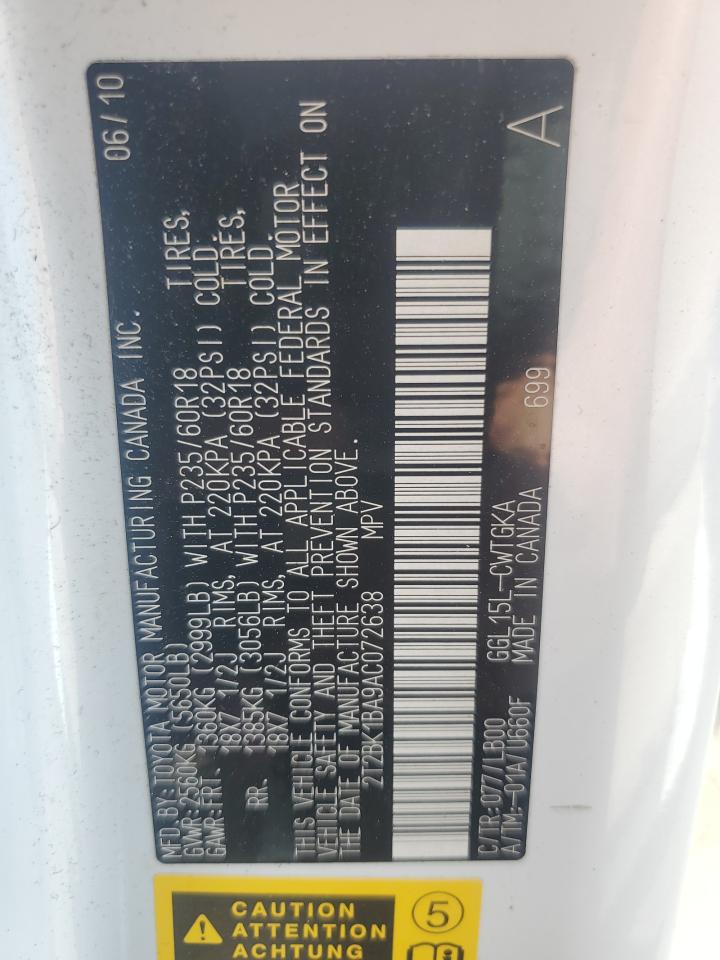 MFD. BY: TOYOTA MOTOR MANUFACTURING CANADA INC. 06/10
GVWR: 2560KG (5650LB)
GAWR: FRT. 1360KG (2999LB) WITH P235/60R18 TIRES,
18X7 1/2J RIMS, AT 220KPA (32PSI) COLD.
RR. 1385KG (3056LB) WITH P235/60R18 TIRES,
18X7 1/2J RIMS, AT 220KPA (32PSI) COLD.
THIS VEHICLE CONFORMS TO ALL APPLICABLE FEDERAL MOTOR
VEHICLE SAFETY AND THEFT PREVENTION STANDARDS IN EFFECT ON
THE DATE OF MANUFACTURE SHOWN ABOVE.
2T2BK1BA9AC072638 MPV
C/TR: 077/LB00 GGL15L-CWTGKA
A/TM: -01A/U660F MADE IN CANADA 699 A
CAUTION
ATTENTION
ACHTUNG
5